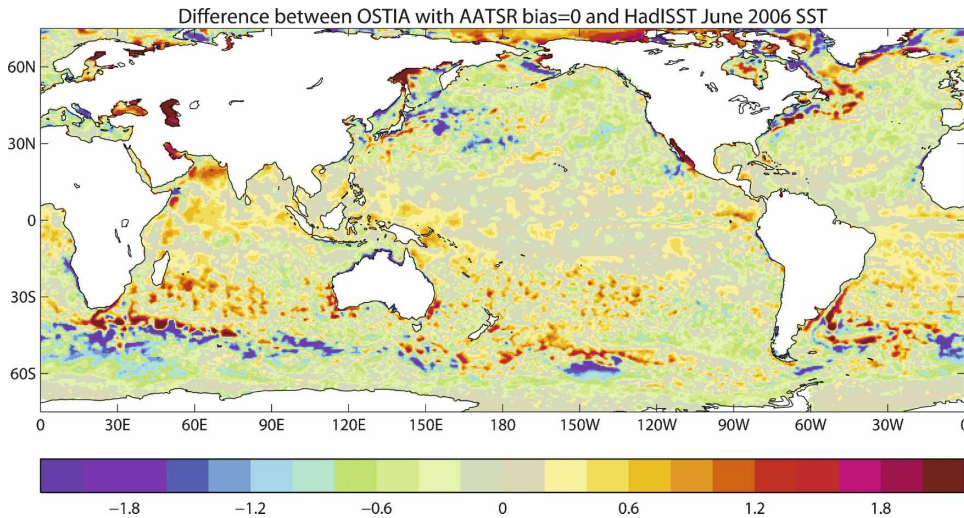 Difference between OSTIA with AATSR bias=0 and HadISST June 2006 SST
60N
30N
0
30S
60S
0 30E 60E 90E 120E 150E 180 150W 120W 90W 60W 30W 0
−1.8 −1.2 −0.6 0 0.6 1.2 1.8